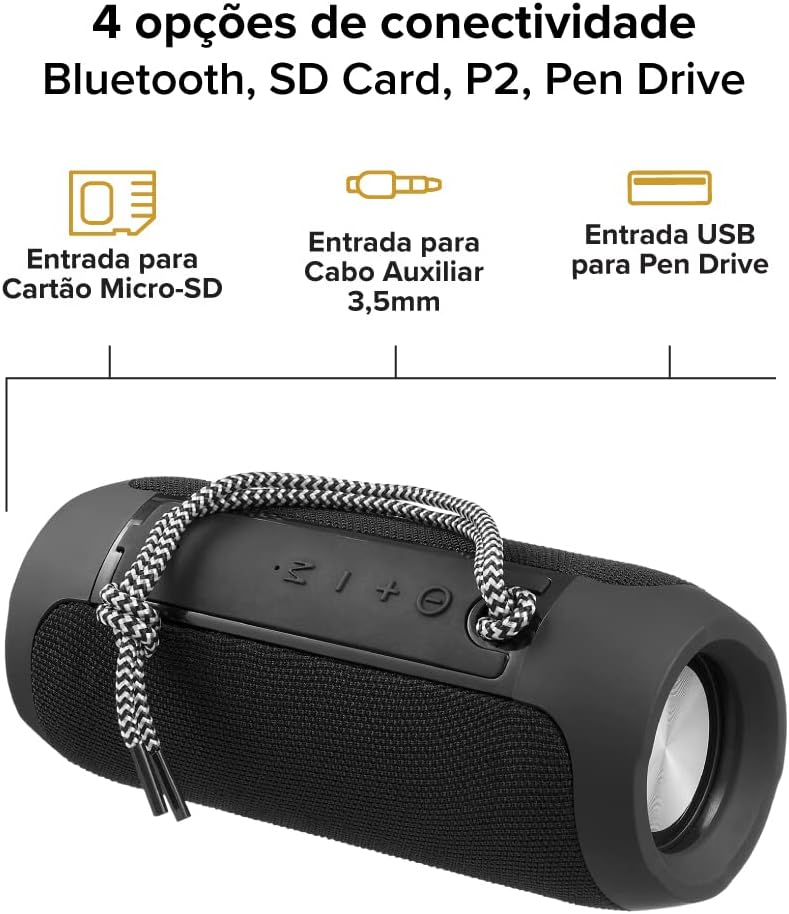 4 opções de conectividade
Bluetooth, SD Card, P2, Pen Drive
Entrada para
Cartão Micro-SD
Entrada para
Cabo Auxiliar
3,5mm
Entrada USB
para Pen Drive
M